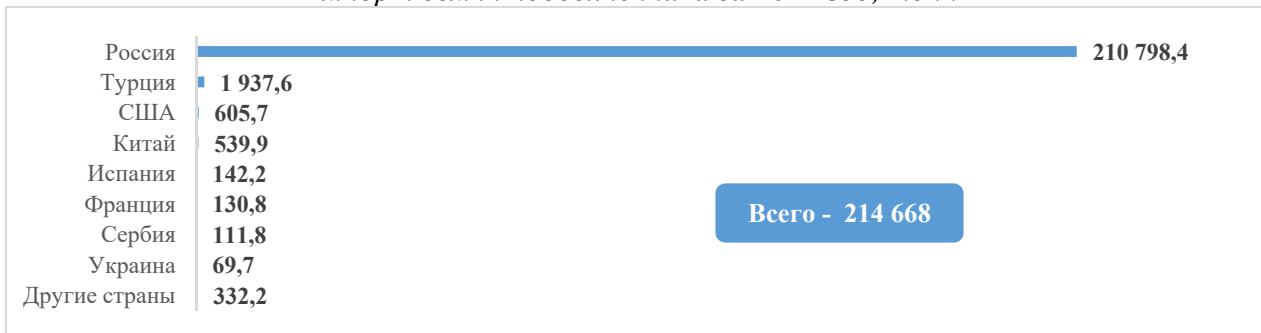 Россия 210 798,4
Турция 1 937,6
США 605,7
Китай 539,9
Испания 142,2
Франция 130,8
Всего - 214 668
Сербия 111,8
Украина 69,7
Другие страны 332,2